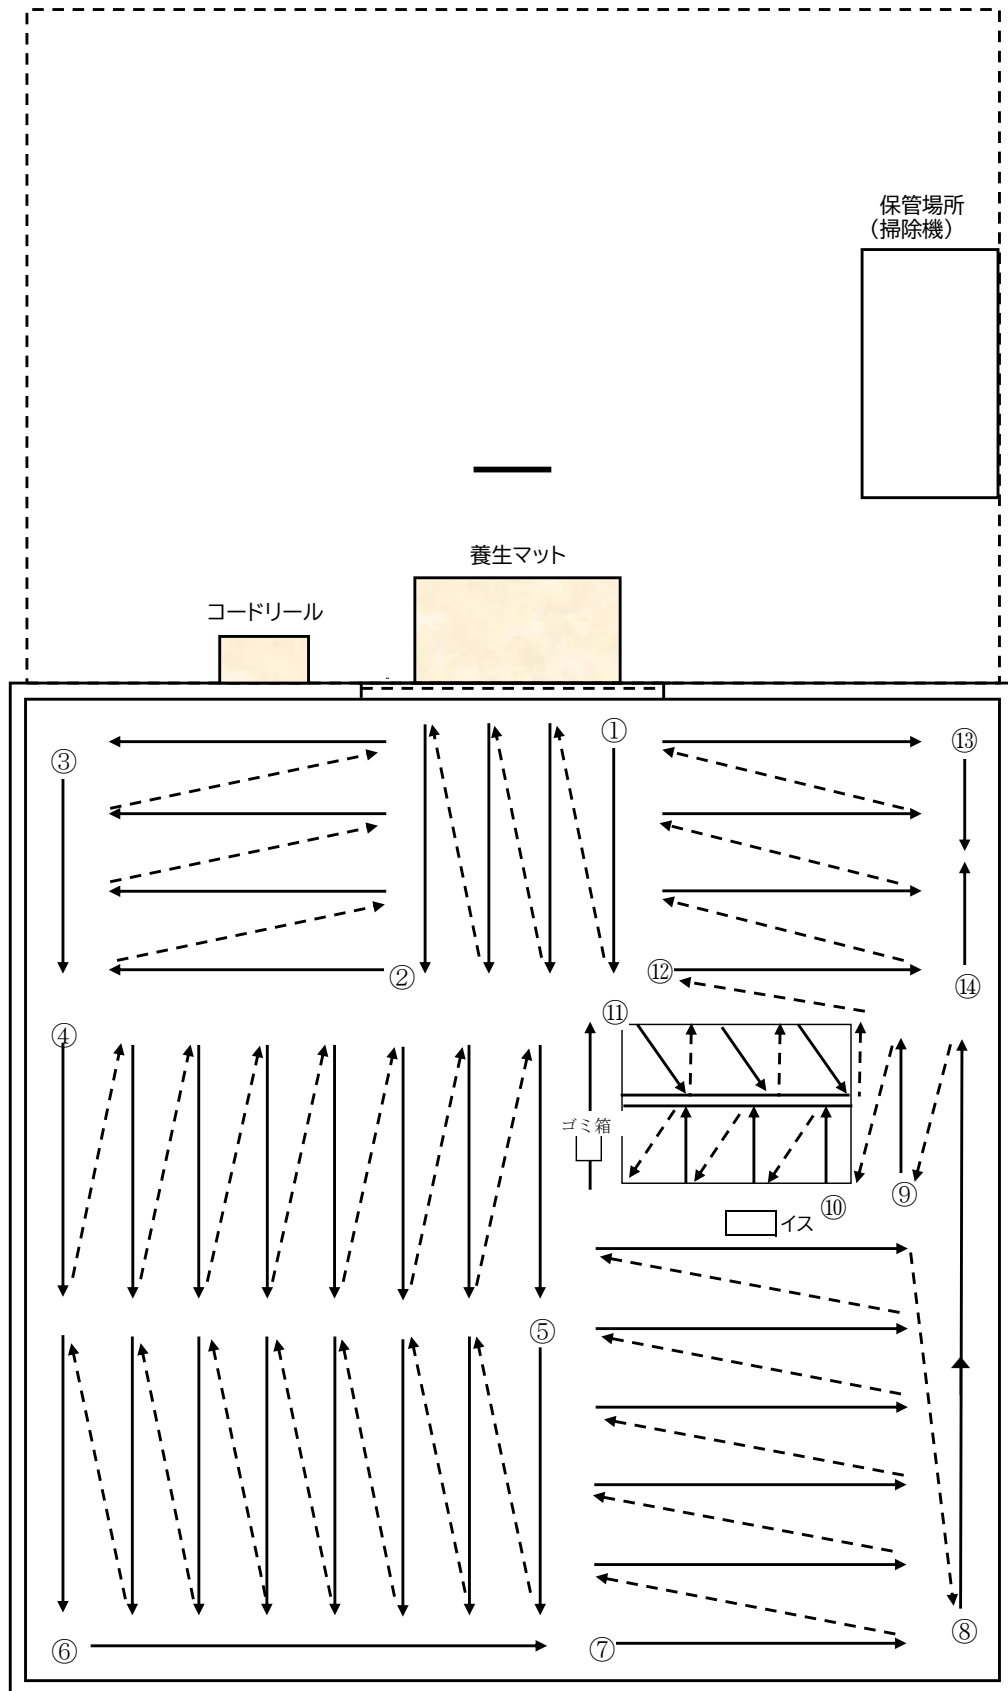 保管場所
（掃除機）
養生マット
コードリール
①
⑬
③
②
⑫
⑭
⑪
④
ゴミ箱
⑨
⑩
イス
⑤
⑧
⑥
⑦